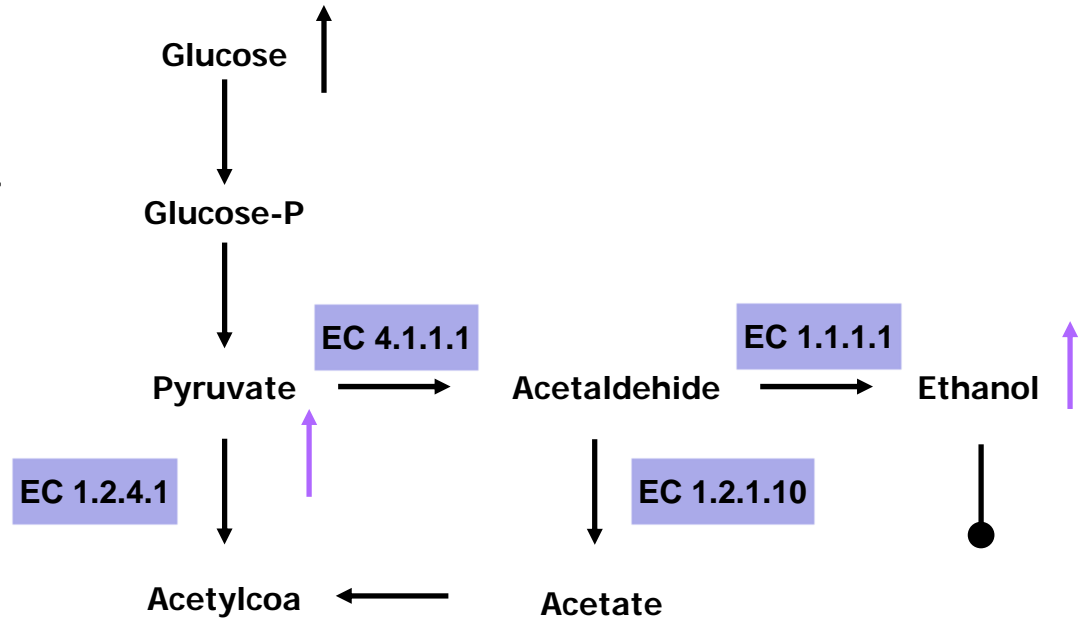 Glucose
Glucose-P
EC 4.1.1.1
EC 1.1.1.1
Pyruvate
Acetaldehide
Ethanol
EC 1.2.4.1
EC 1.2.1.10
Acetylcoa
Acetate